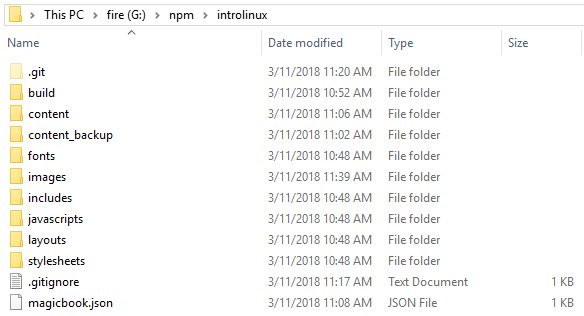 This PC > fire (G:) > npm > introlinux
Name Date modified Type Size
.git 3/11/2018 11:20 AM File folder
build 3/11/2018 10:52 AM File folder
content 3/11/2018 11:06 AM File folder
content_backup 3/11/2018 11:02 AM File folder
fonts 3/11/2018 10:48 AM File folder
images 3/11/2018 11:39 AM File folder
includes 3/11/2018 10:48 AM File folder
javascripts 3/11/2018 10:48 AM File folder
layouts 3/11/2018 10:48 AM File folder
stylesheets 3/11/2018 10:48 AM File folder
.gitignore 3/11/2018 11:17 AM Text Document 1 KB
magicbook.json 3/11/2018 11:08 AM JSON File 1 KB